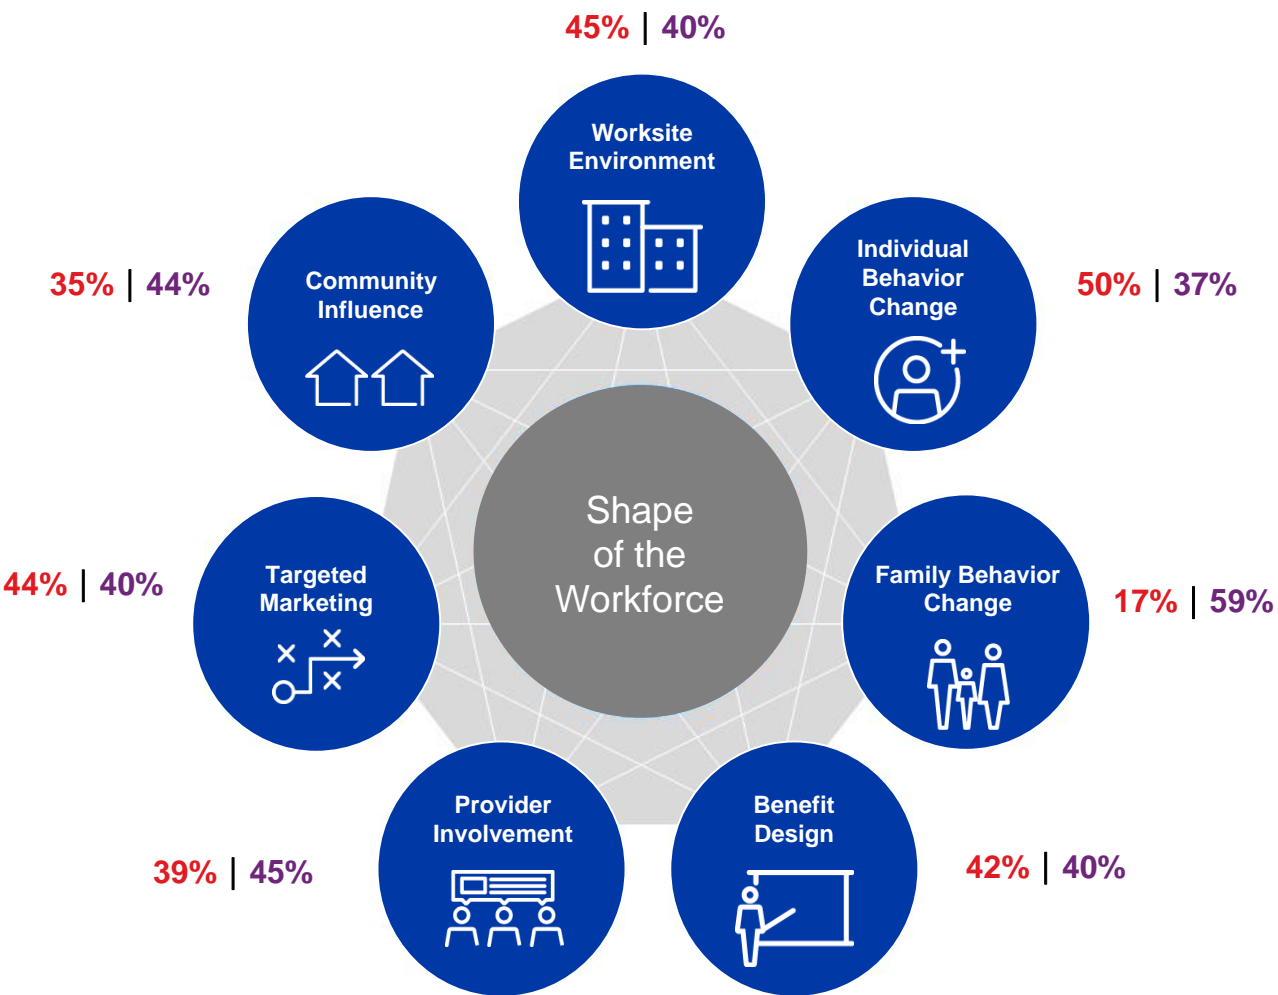 45% | 40%
Worksite
Environment
Individual
Behavior
Change
50% | 37%
Family Behavior
Change
17% | 59%
Benefit
Design
42% | 40%
Provider
Involvement
39% | 45%
Targeted
Marketing
44% | 40%
Community
Influence
35% | 44%
Shape
of the
Workforce